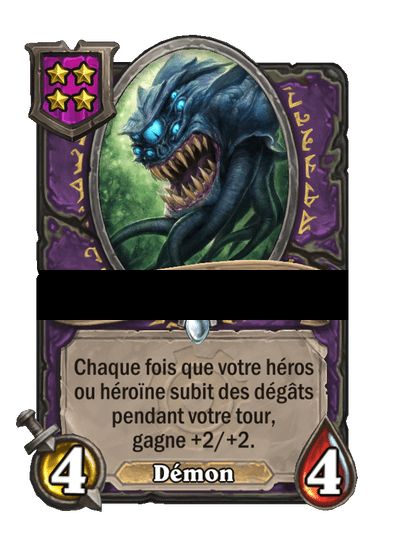 Chaque fois que votre héros
ou héroïne subit des dégâts
pendant votre tour,
gagne +2/+2.
4
Démon
4